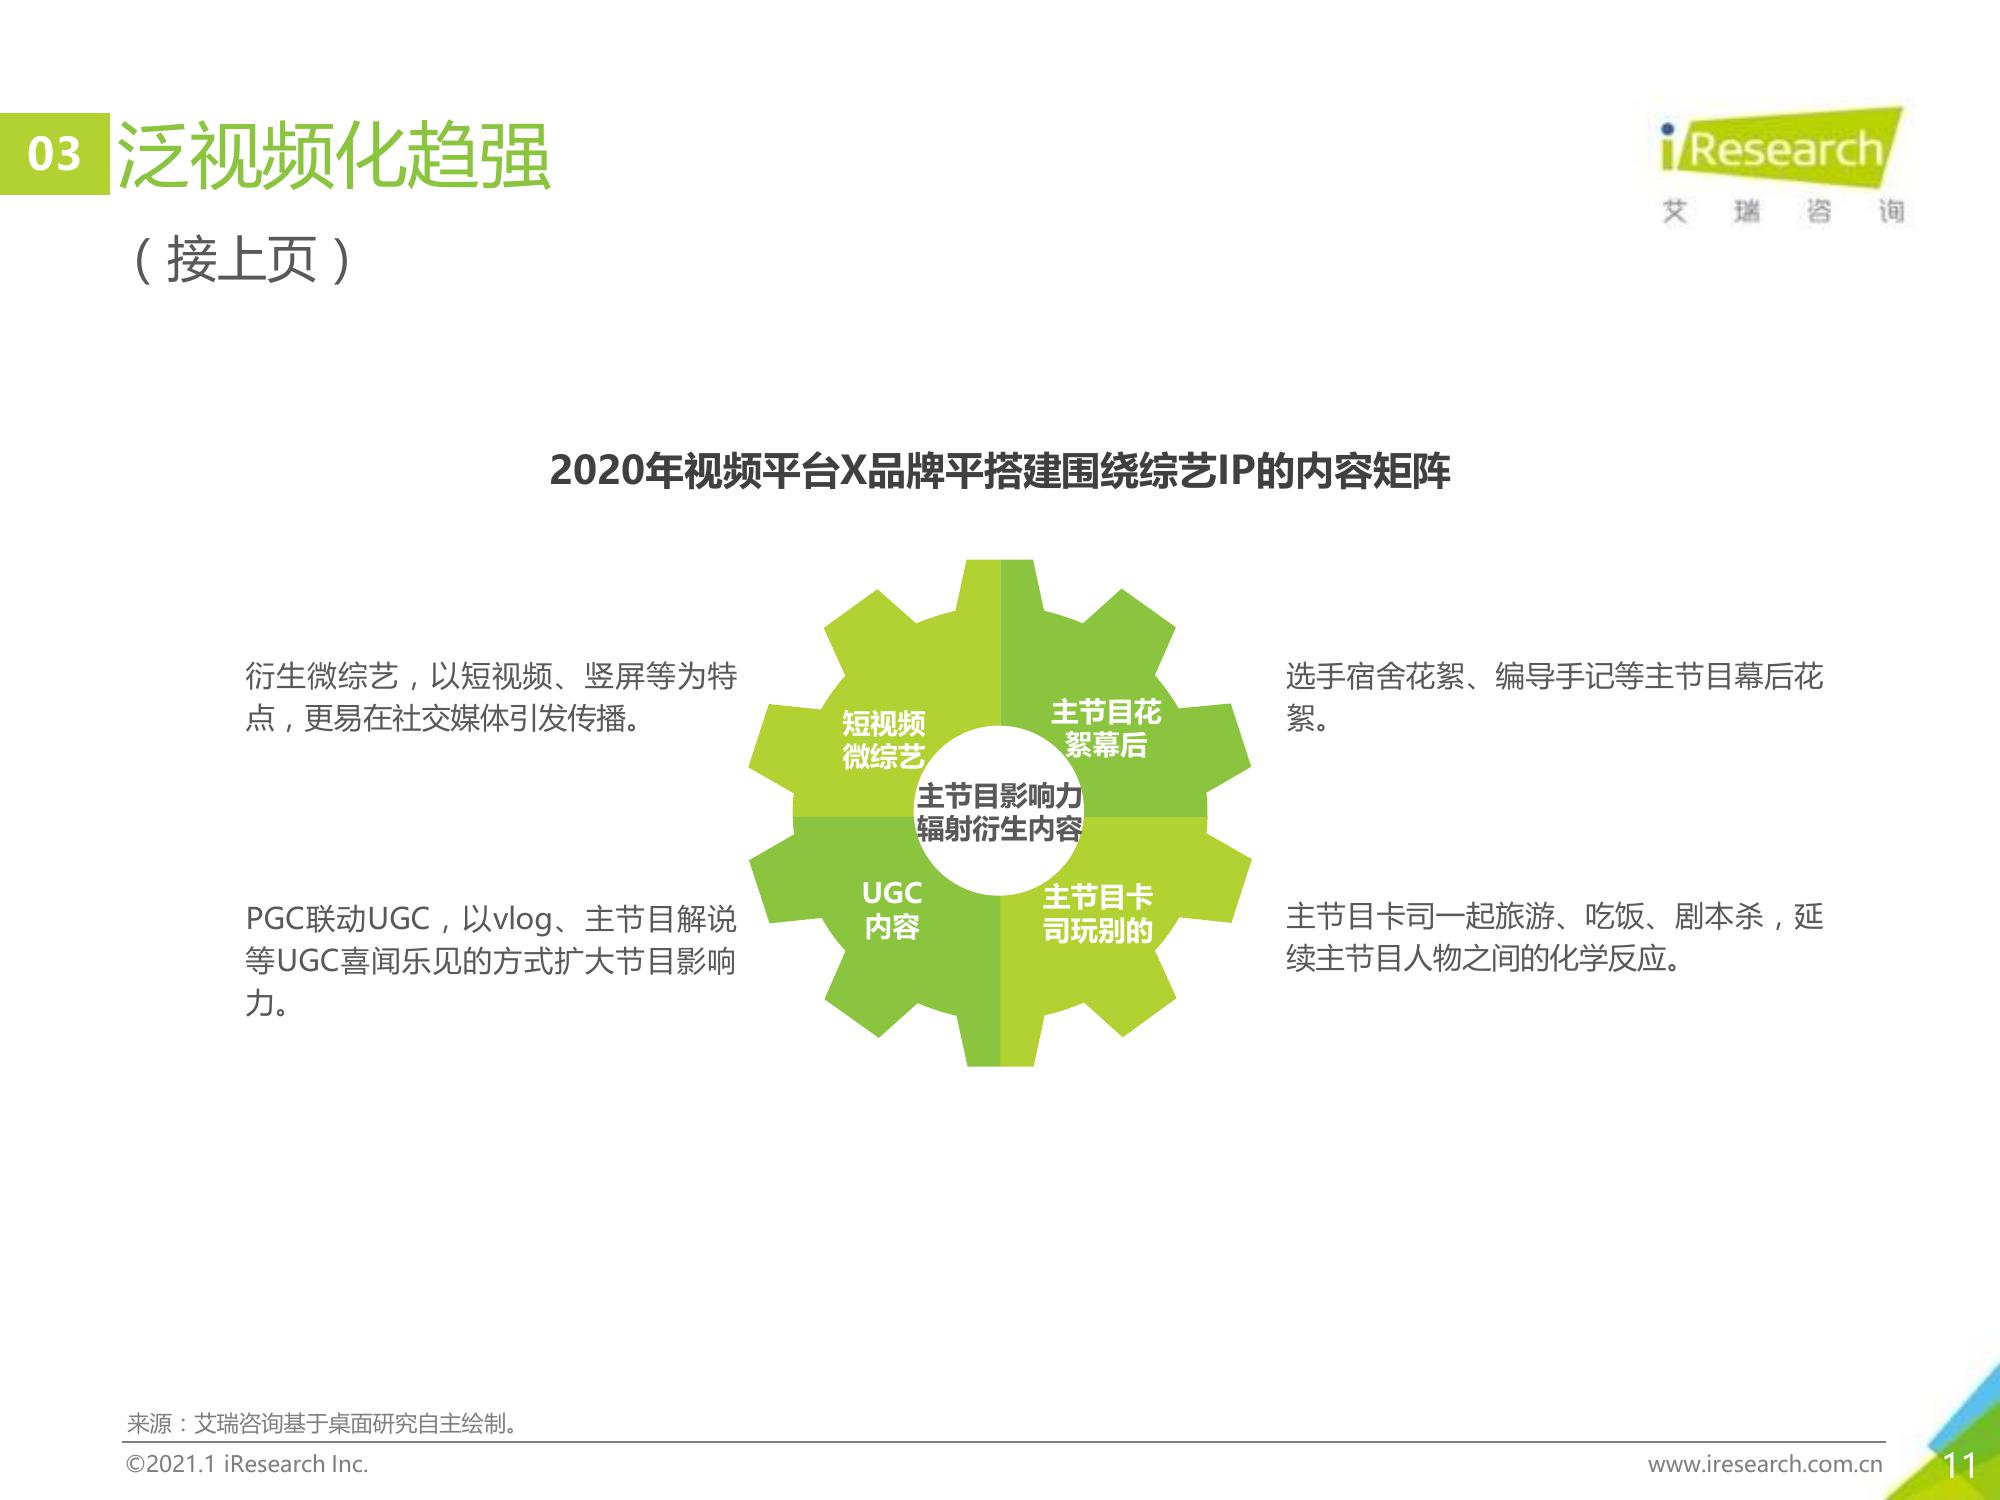 03
泛视频化趋强
iResearch
艾瑞咨询
（接上页）
2020年视频平台X品牌平搭建围绕综艺IP的内容矩阵
衍生微综艺，以短视频、竖屏等为特
点，更易在社交媒体引发传播。
短视频
微综艺
主节目花
絮幕后
选手宿舍花絮、编导手记等主节目幕后花
絮。
主节目影响力
辐射衍生内容
PGC联动UGC，以vlog、主节目解说
等UGC喜闻乐见的方式扩大节目影响
力。
UGC
内容
主节目卡
司玩别的
主节目卡司一起旅游、吃饭、剧本杀，延
续主节目人物之间的化学反应。
来源：艾瑞咨询基于桌面研究自主绘制。
©2021.1 iResearch Inc.
www.iresearch.com.cn
11